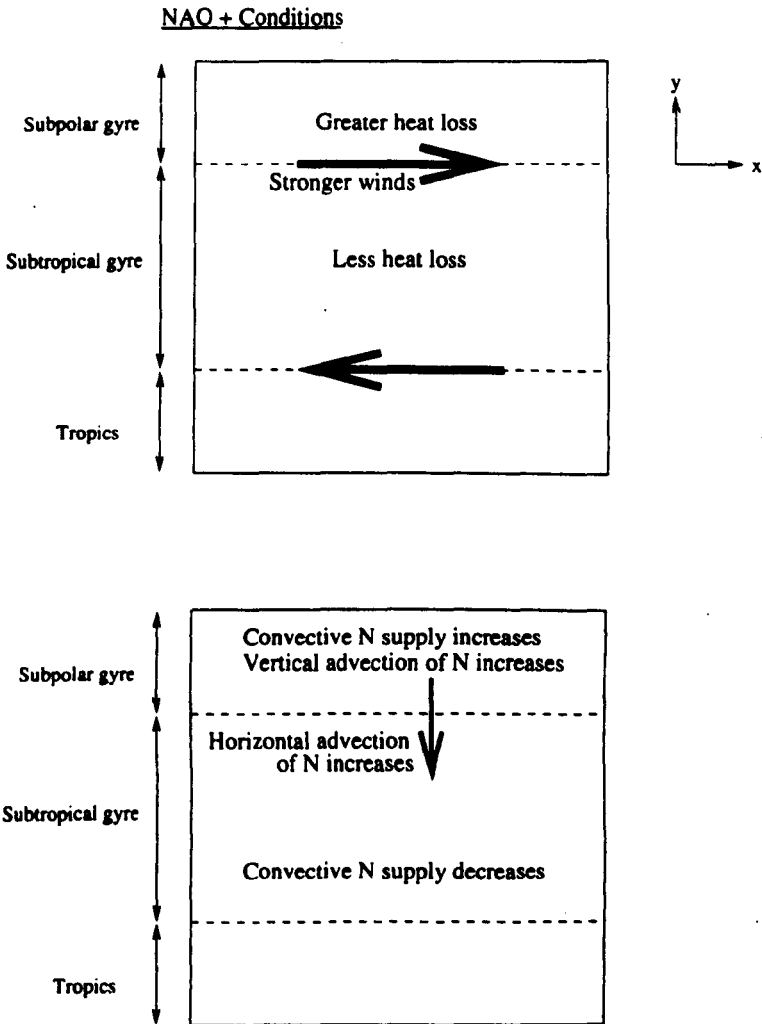 NAO + Conditions
Subpolar gyre
Greater heat loss
y
x
Stronger winds
Subtropical gyre
Less heat loss
Tropics
Convective N supply increases
Vertical advection of N increases
Subpolar gyre
Horizontal advection
of N increases
Subtropical gyre
Convective N supply decreases
Tropics